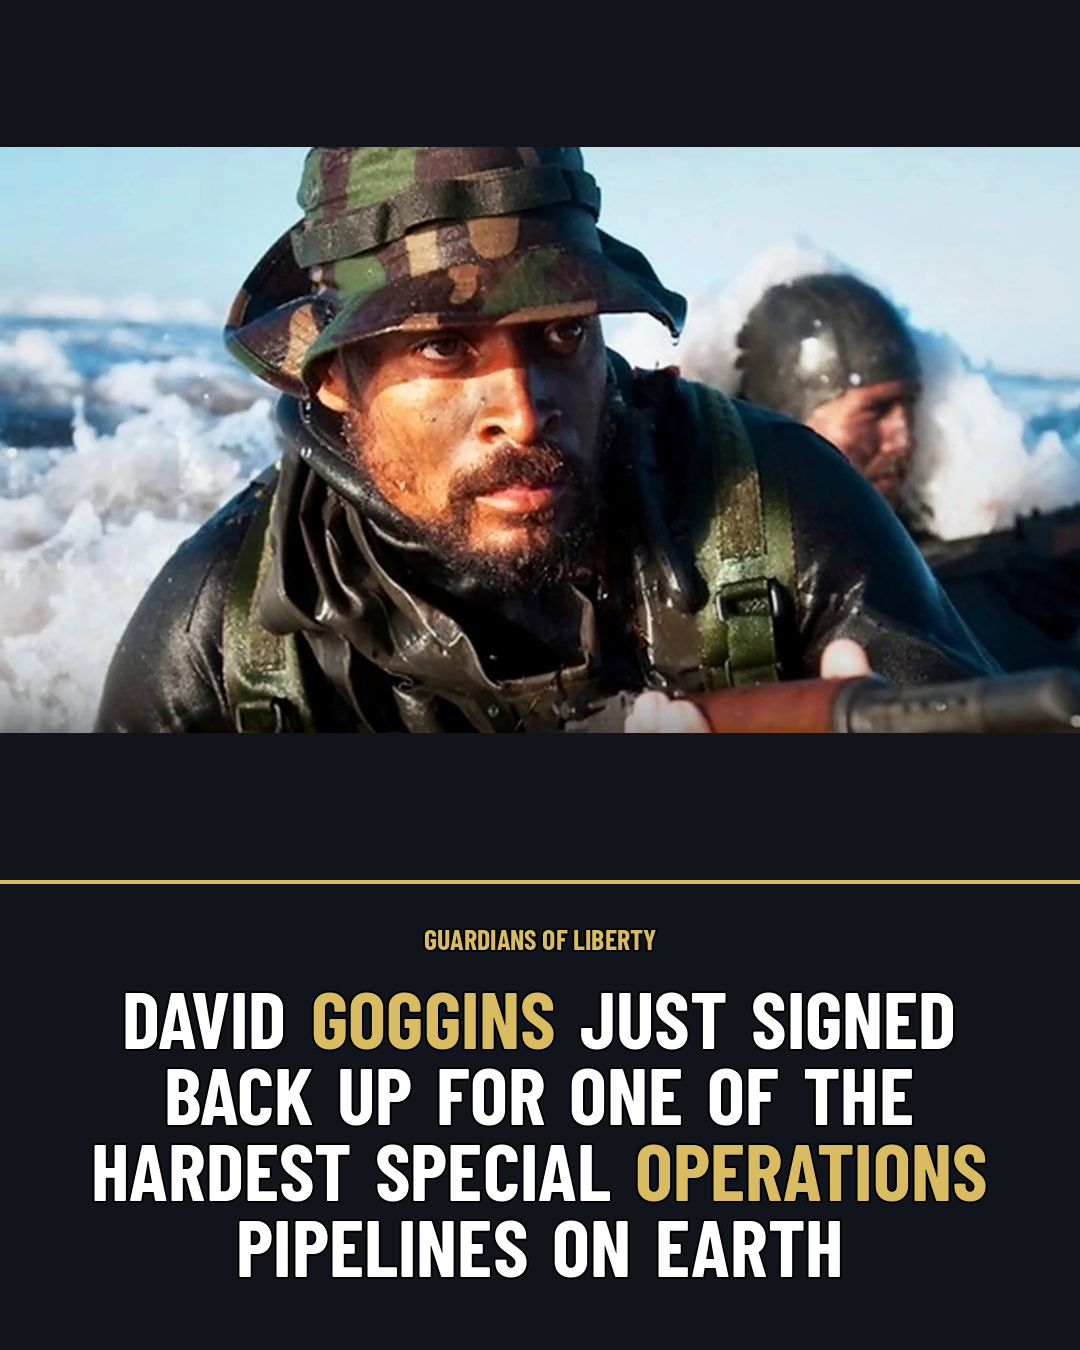 GUARDIANS OF LIBERTY
DAVID GOGGINS JUST SIGNED
BACK UP FOR ONE OF THE
HARDEST SPECIAL OPERATIONS
PIPELINES ON EARTH